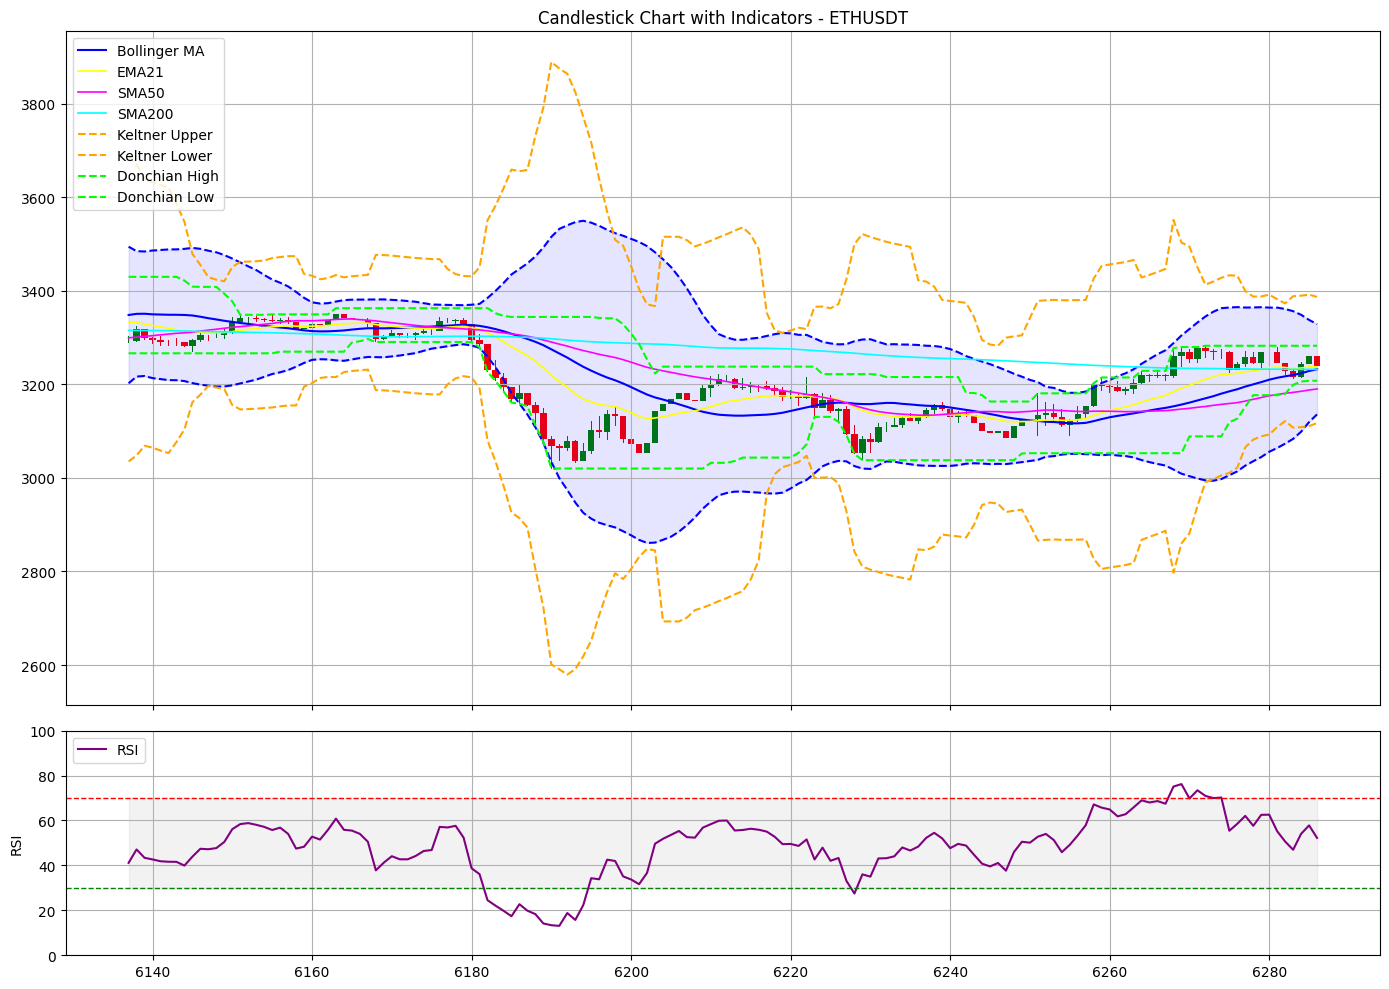 Candlestick Chart with Indicators - ETHUSDT
Bollinger MA
EMA21
SMA50
SMA200
Keltner Upper
Keltner Lower
Donchian High
Donchian Low
3800
3600
3400
3200
3000
2800
2600
RSI
100
80
60
40
20
0
RSI
6140 6160 6180 6200 6220 6240 6260 6280